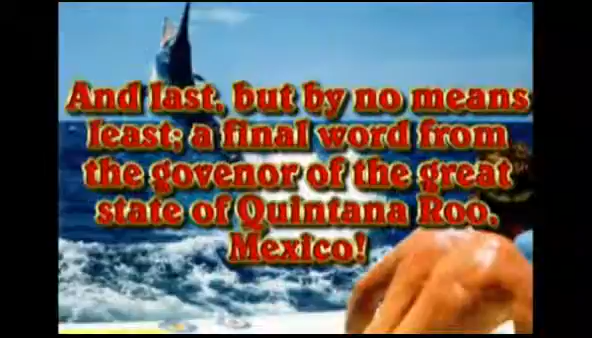 And last, but by no means
least; a final word from
the govenor of the great
state of Quintana Roo,
Mexico!